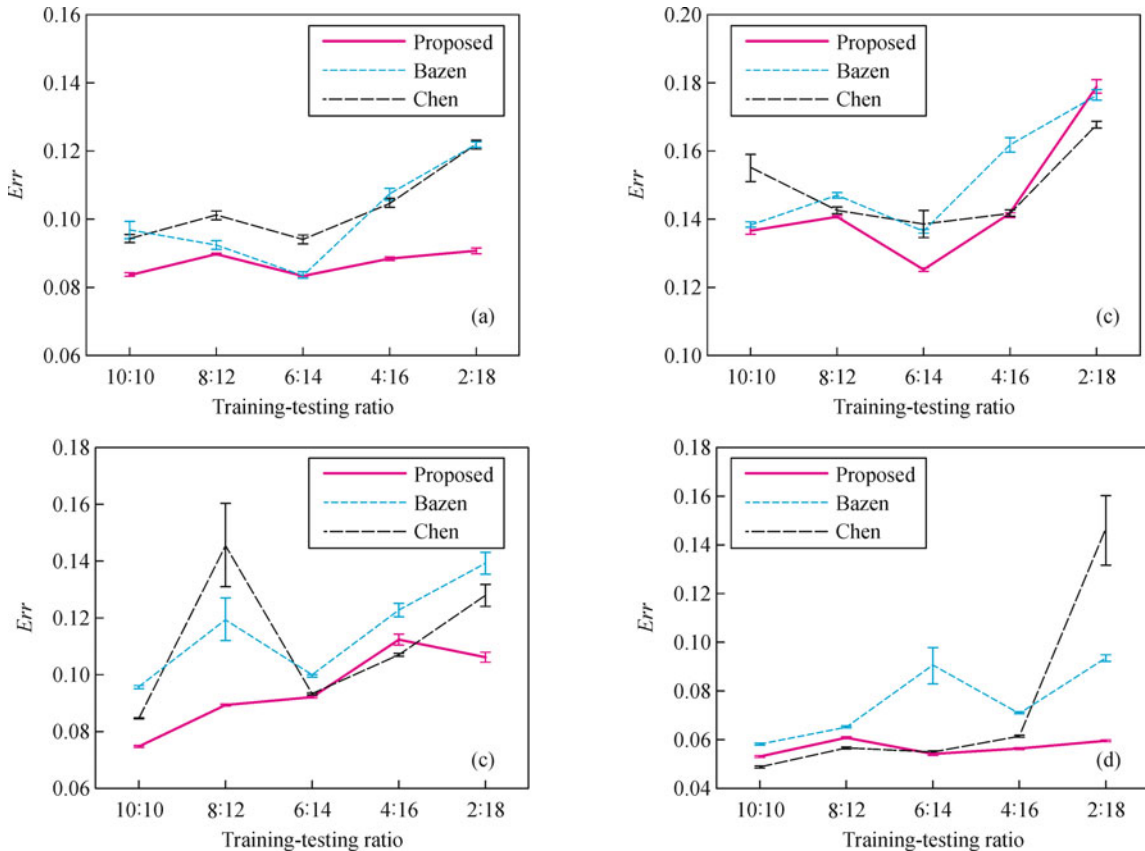 0.16
0.14
0.12
0.10
0.08
0.06
Err
Proposed
Bazen
Chen
(a)
10:10 8:12 6:14 4:16 2:18
Training-testing ratio
0.20
0.18
0.16
0.14
0.12
0.10
Err
Proposed
Bazen
Chen
(c)
10:10 8:12 6:14 4:16 2:18
Training-testing ratio
0.18
0.16
0.14
0.12
0.10
0.08
0.06
Err
Proposed
Bazen
Chen
(c)
10:10 8:12 6:14 4:16 2:18
Training-testing ratio
0.18
0.16
0.14
0.12
0.10
0.08
0.06
0.04
Err
Proposed
Bazen
Chen
(d)
10:10 8:12 6:14 4:16 2:18
Training-testing ratio